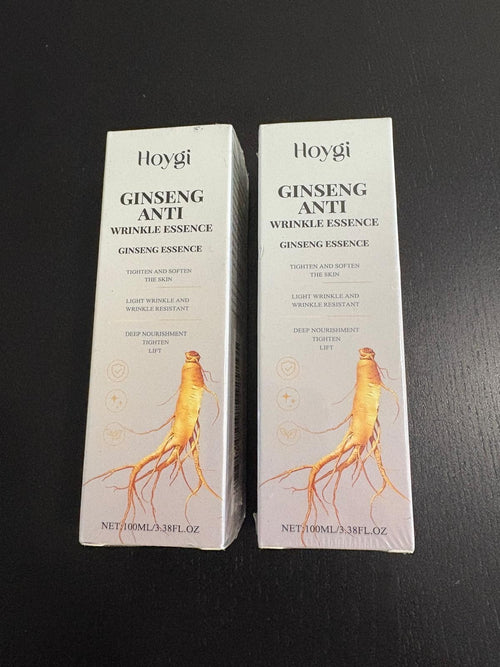 Hoygi
GINSENG
ANTI
WRINKLE ESSENCE
GINSENG ESSENCE
TIGHTEN AND SOFTEN
THE SKIN
LIGHT WRINKLE AND
WRINKLE RESISTANT
DEEP NOURISHMENT
TIGHTEN
LIFT
NET:100ML/3.38FL.OZ
Hoygi
GINSENG
ANTI
WRINKLE ESSENCE
GINSENG ESSENCE
TIGHTEN AND SOFTEN
THE SKIN
LIGHT WRINKLE AND
WRINKLE RESISTANT
DEEP NOURISHMENT
TIGHTEN
LIFT
NET:100ML/3.38FL.OZ